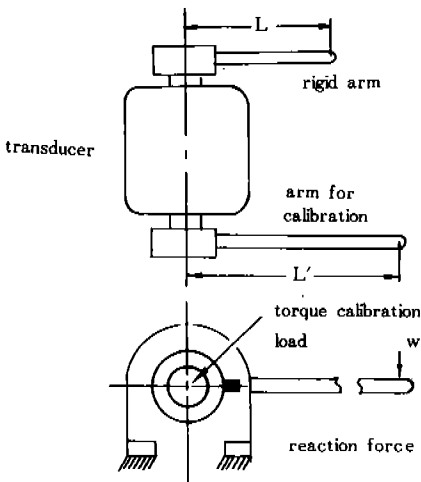 L
rigid arm
transducer
arm for
calibration
L′
torque calibration
load
w
reaction force